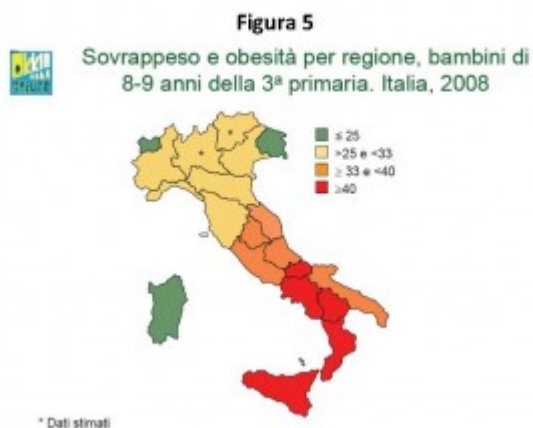 Figura 5
Sovrappeso e obesità per regione, bambini di
8-9 anni della 3ª primaria. Italia, 2008
≤ 25
>25 e <33
≥ 33 e <40
≥40
*
*
* Dati stimati